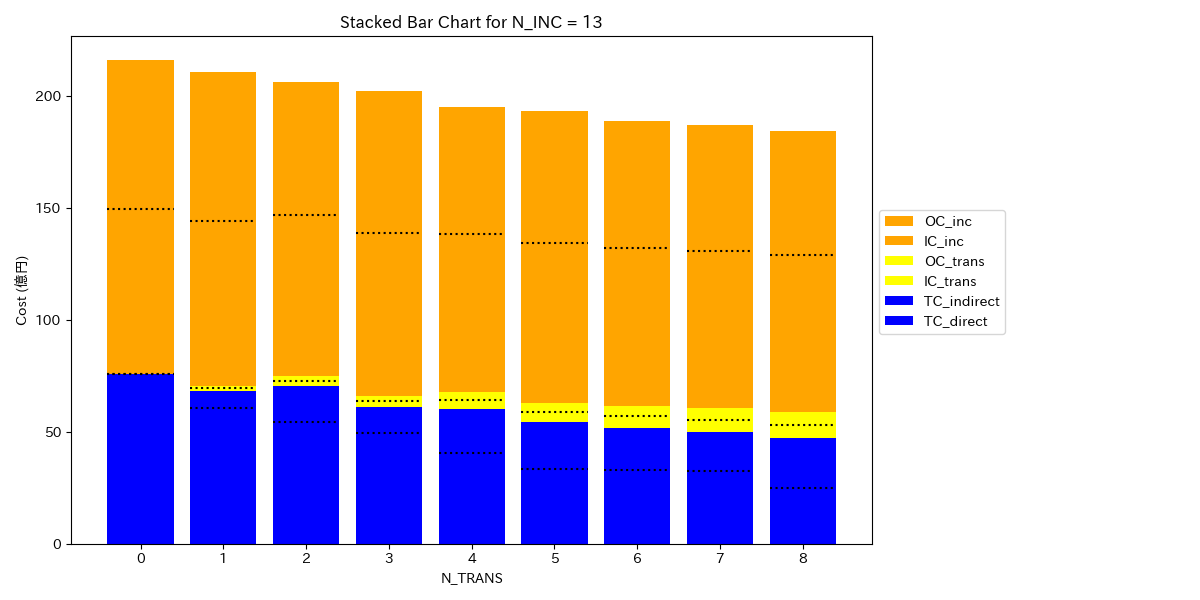 Stacked Bar Chart for N_INC = 13
Cost (億円)
200
150
100
50
0
0 1 2 3 4 5 6 7 8
N_TRANS
OC_inc
IC_inc
OC_trans
IC_trans
TC_indirect
TC_direct